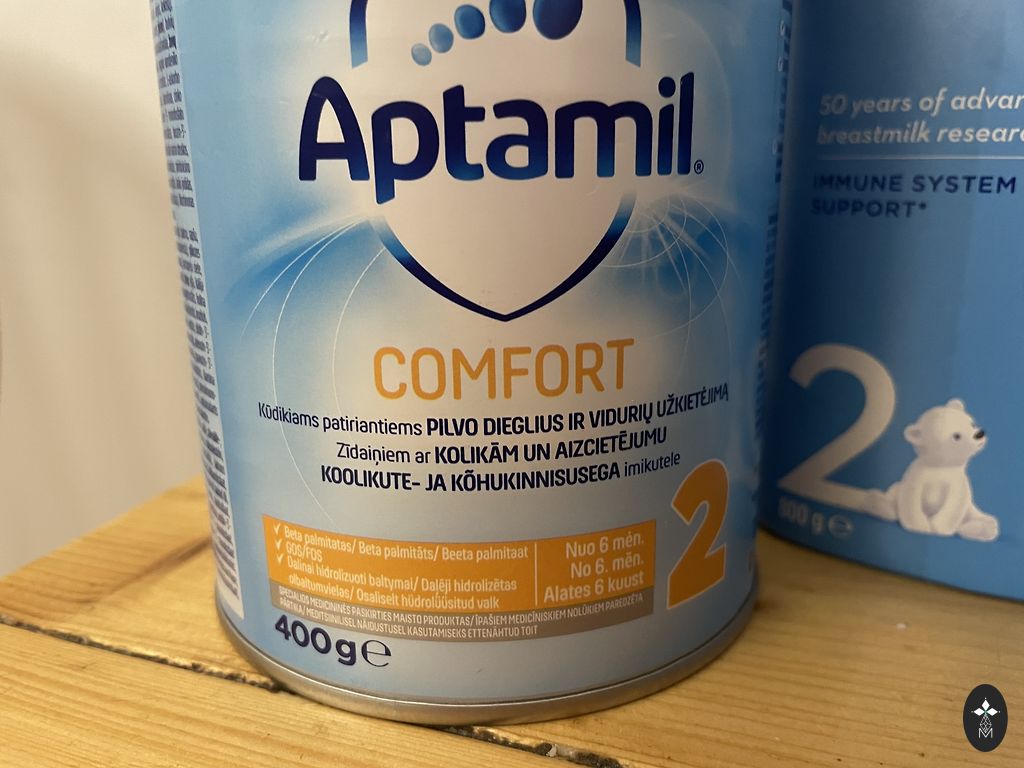 Aptamil®
COMFORT
Kūdikiams patiriantiems PILVO DIEGLIUS IR VIDURIŲ UŽKIETĖJIMĄ
Zīdaiņiem ar KOLIKĀM UN AIZCIETĒJUMU
KOOLIKUTE- JA KÕHUKINNISUSEGA imikutele
2
✓ Beta palmitatas/ Beta palmitāts/ Beeta palmitaat
✓ GOS/FOS
✓ Dalinai hidrolizuoti baltymai/ Daļēji hidrolizētas
olbaltumvielas/ Osaliselt hüdrolüüsitud valk
Nuo 6 mėn.
No 6. mēn.
Alates 6 kuust
SPECIALIOS MEDICININĖS PASKIRTIES MAISTO PRODUKTAS/ ĪPAŠIEM MEDICĪNISKIEM NOLŪKIEM PAREDZĒTA
PĀRTIKA/ MEDITSIINILISEL NÄIDUSTUSEL KASUTAMISEKS ETTENÄHTUD TOIT
400g℮
50 years of advan
breastmilk researc
IMMUNE SYSTEM
SUPPORT*
2
800 g ℮
M